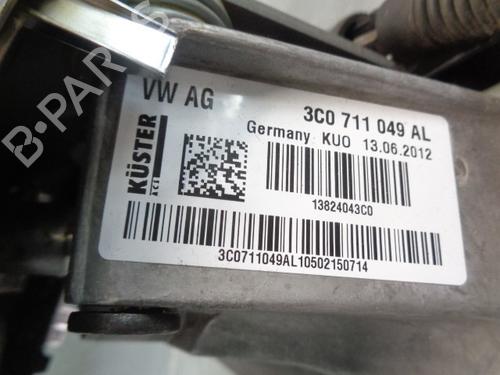 B-PARTS
VW AG
3C0 711 049 AL
Germany KUO 13.06.2012
KÜSTER
13824043C0
3C0711049AL10502150714